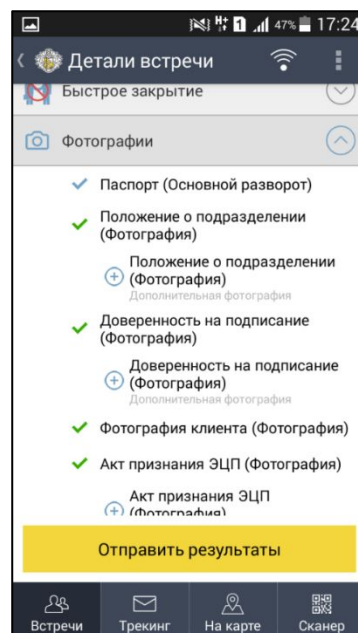 47% 17:24
Детали встречи
Быстрое закрытие
Фотографии
Паспорт (Основной разворот)
Положение о подразделении
(Фотография)
Положение о подразделении
(Фотография)
Дополнительная фотография
Доверенность на подписание
(Фотография)
Доверенность на подписание
(Фотография)
Дополнительная фотография
Фотография клиента (Фотография)
Акт признания ЭЦП (Фотография)
Акт признания ЭЦП
(Фотография)
Отправить результаты
Встречи Трекинг На карте Сканер